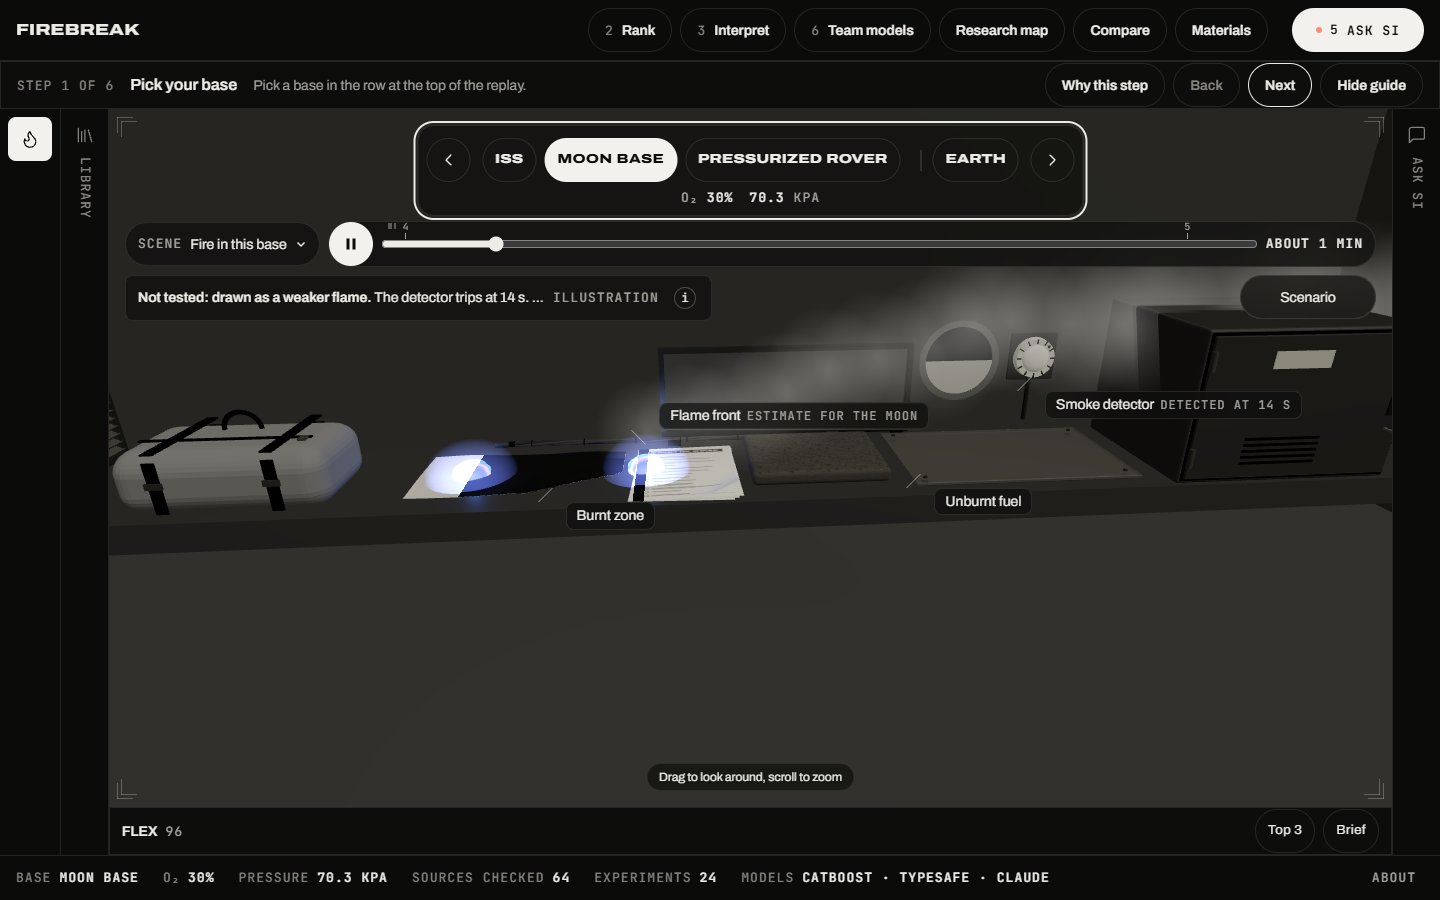 FIREBREAK
2 Rank
3 Interpret
6 Team models
Research map
Compare
Materials
5 ASK SI
STEP 1 OF 6
Pick your base
Pick a base in the row at the top of the replay.
Why this step
Back
Next
Hide guide
LIBRARY
ASK SI
ISS
MOON BASE
PRESSURIZED ROVER
EARTH
O₂ 30% 70.3 KPA
SCENE Fire in this base
4
5
ABOUT 1 MIN
Not tested: drawn as a weaker flame. The detector trips at 14 s. ... ILLUSTRATION i
Scenario
Flame front ESTIMATE FOR THE MOON
Smoke detector DETECTED AT 14 S
Burnt zone
Unburnt fuel
Drag to look around, scroll to zoom
FLEX 96
Top 3
Brief
BASE MOON BASE O₂ 30% PRESSURE 70.3 KPA SOURCES CHECKED 64 EXPERIMENTS 24 MODELS CATBOOST · TYPESAFE · CLAUDE
ABOUT